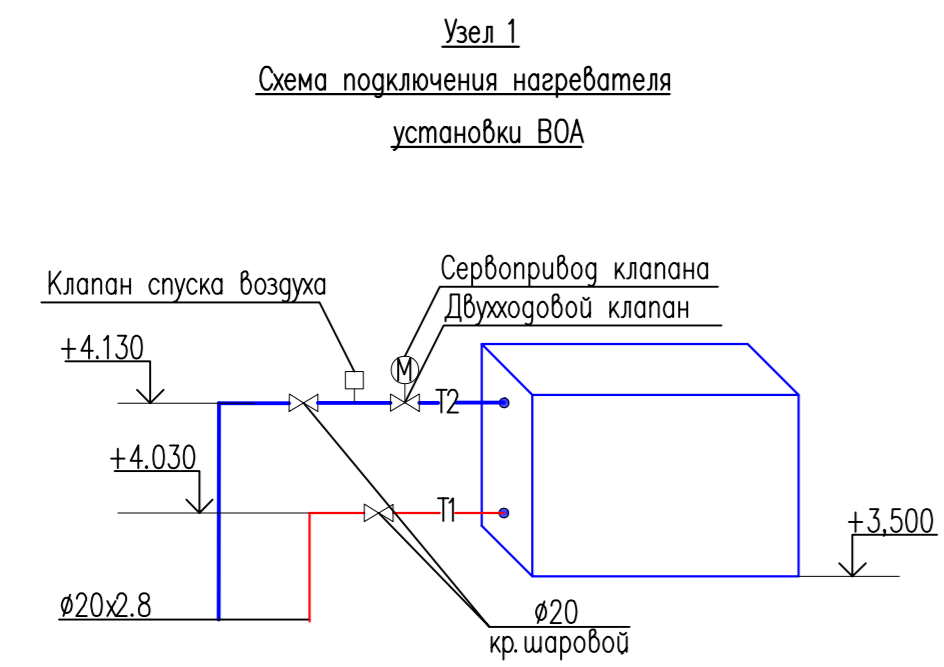 Узел 1
Схема подключения нагревателя
установки ВОА
Сервопривод клапана
Клапан спуска воздуха
Двухходовой клапан
+4.130
М
Т2
+4.030
Т1
+3,500
ø20х2.8
ø20
кр.шаровой